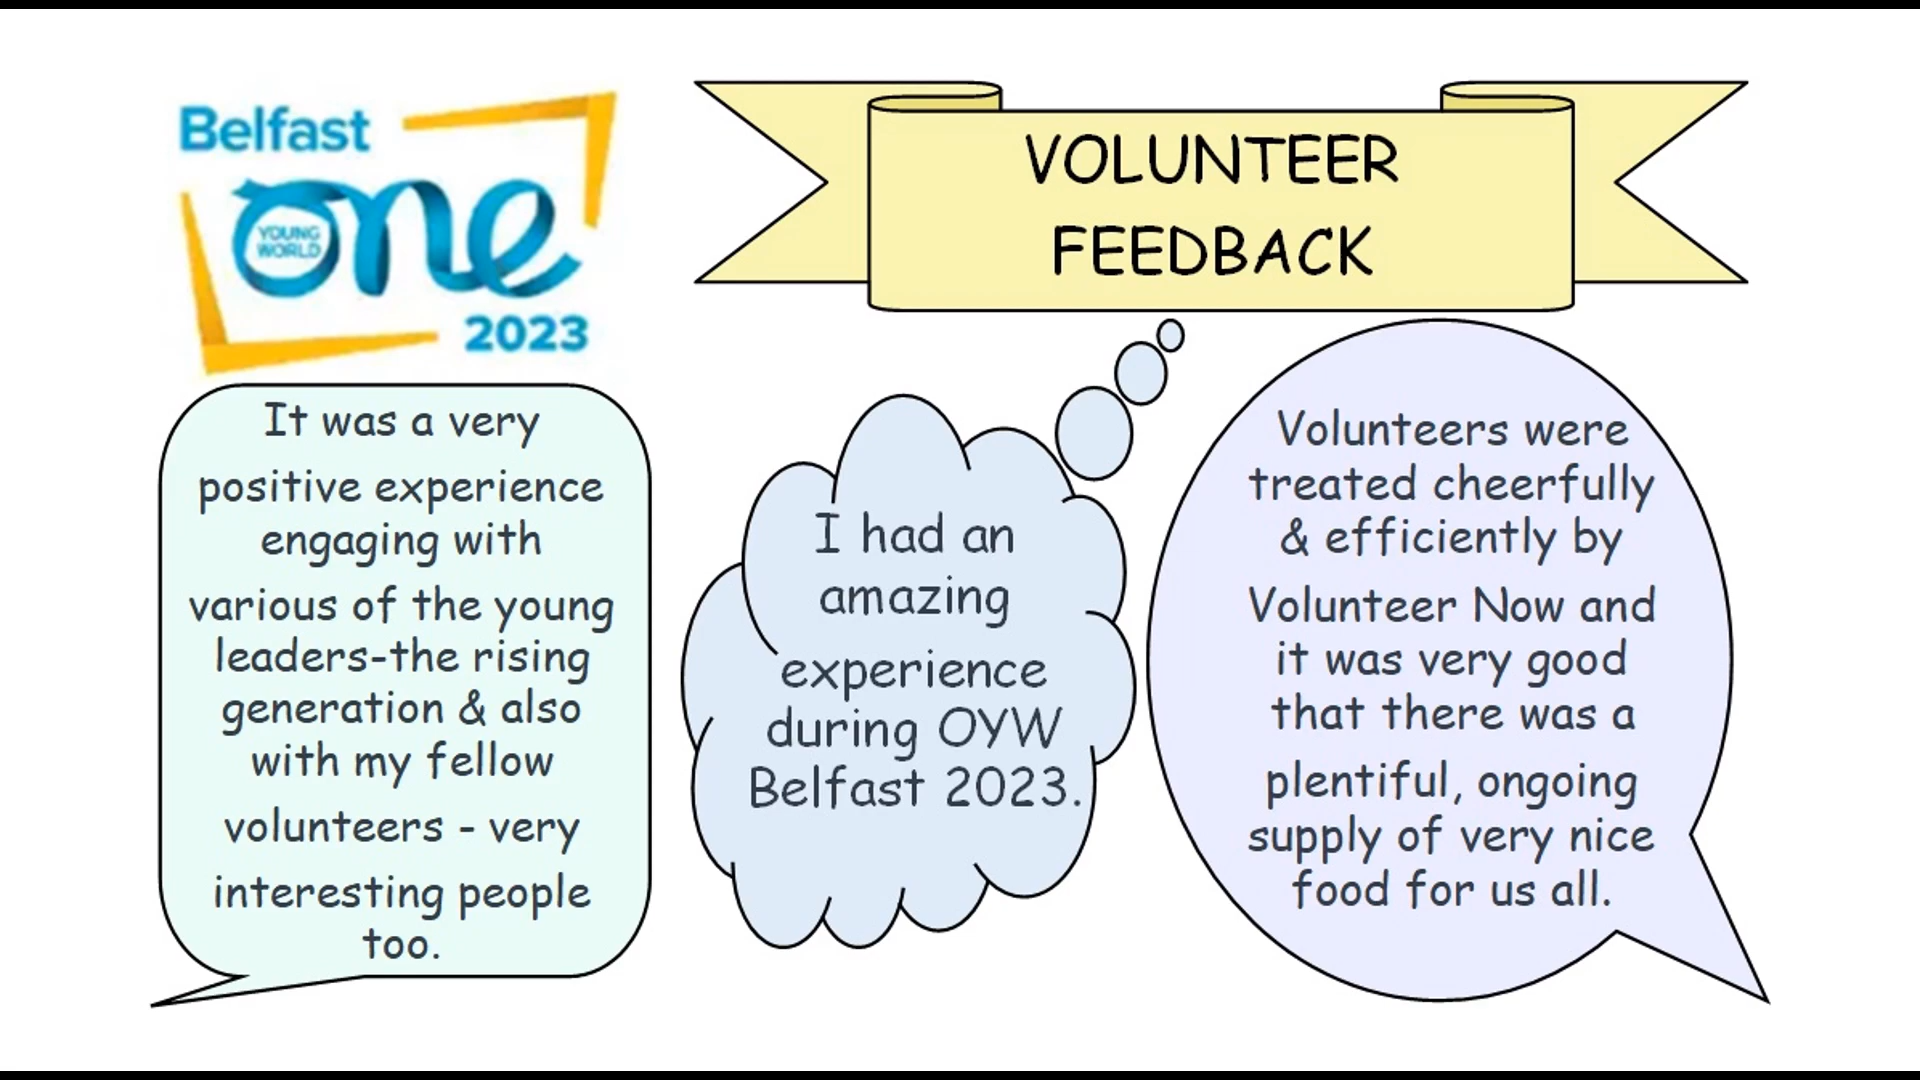 Belfast
one
YOUNG
WORLD
2023
VOLUNTEER
FEEDBACK
It was a very
positive experience
engaging with
various of the young
leaders-the rising
generation & also
with my fellow
volunteers - very
interesting people
too.
I had an
amazing
experience
during OYW
Belfast 2023.
Volunteers were
treated cheerfully
& efficiently by
Volunteer Now and
it was very good
that there was a
plentiful, ongoing
supply of very nice
food for us all.